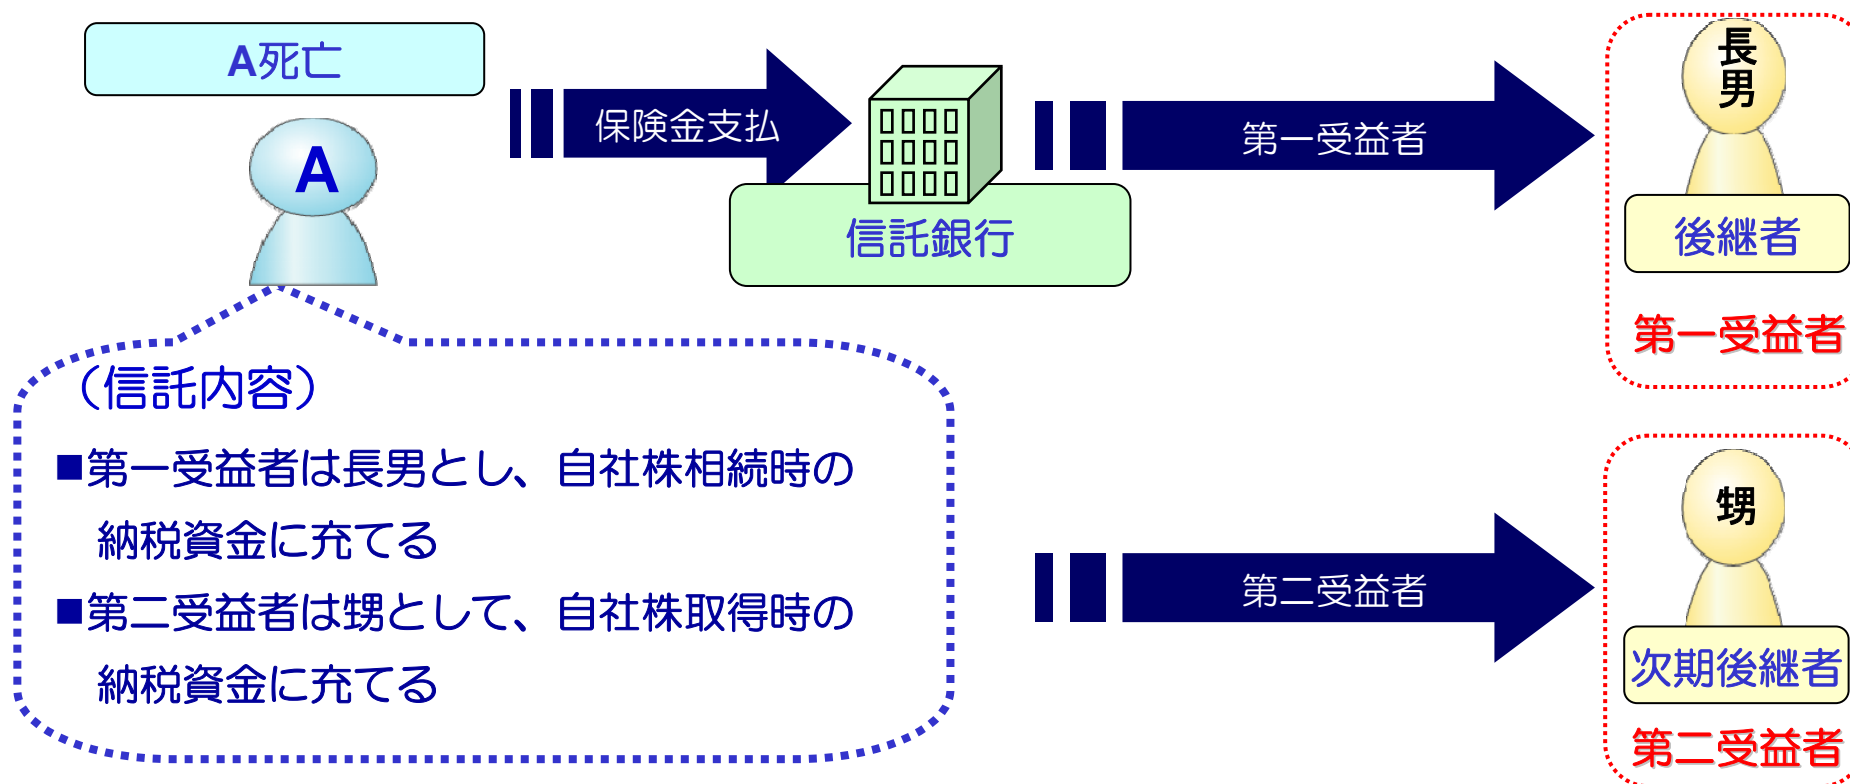 A死亡
A
保険金支払
信託銀行
第一受益者
長男
後継者
第一受益者
（信託内容）
■第一受益者は長男とし、自社株相続時の
納税資金に充てる
■第二受益者は甥として、自社株取得時の
納税資金に充てる
第二受益者
甥
次期後継者
第二受益者